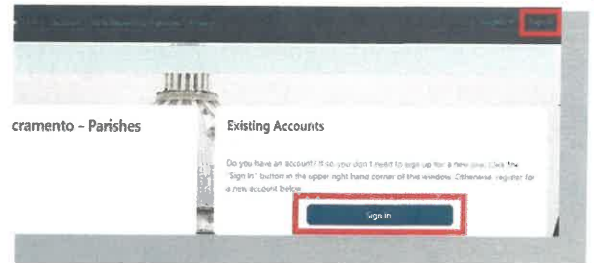 Sign In
cramento – Parishes
Existing Accounts
Do you have an account? If so you don't need to sign up for a new one. Click the
"Sign In" button in the upper right hand corner of this window. Otherwise, register for
a new account below.
Sign In